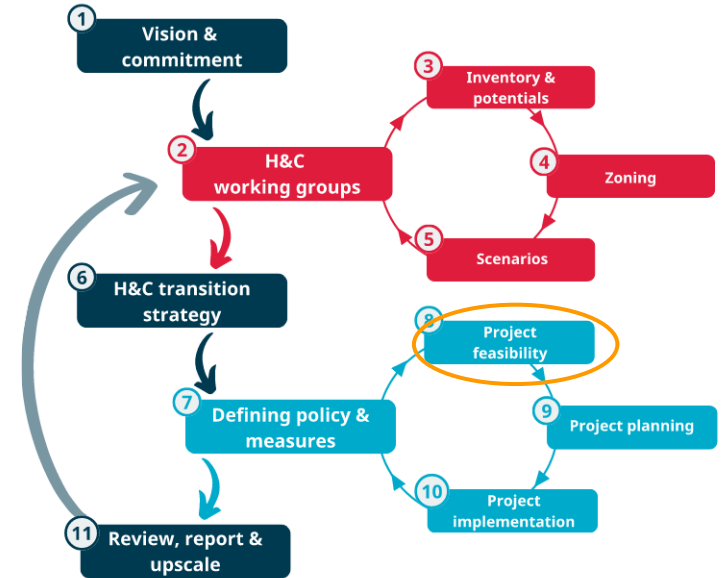 1
Vision &
commitment
2
H&C
working groups
3
Inventory &
potentials
4
Zoning
5
Scenarios
6
H&C transition
strategy
7
Defining policy &
measures
8
Project
feasibility
9
Project planning
10
Project
implementation
11
Review, report &
upscale